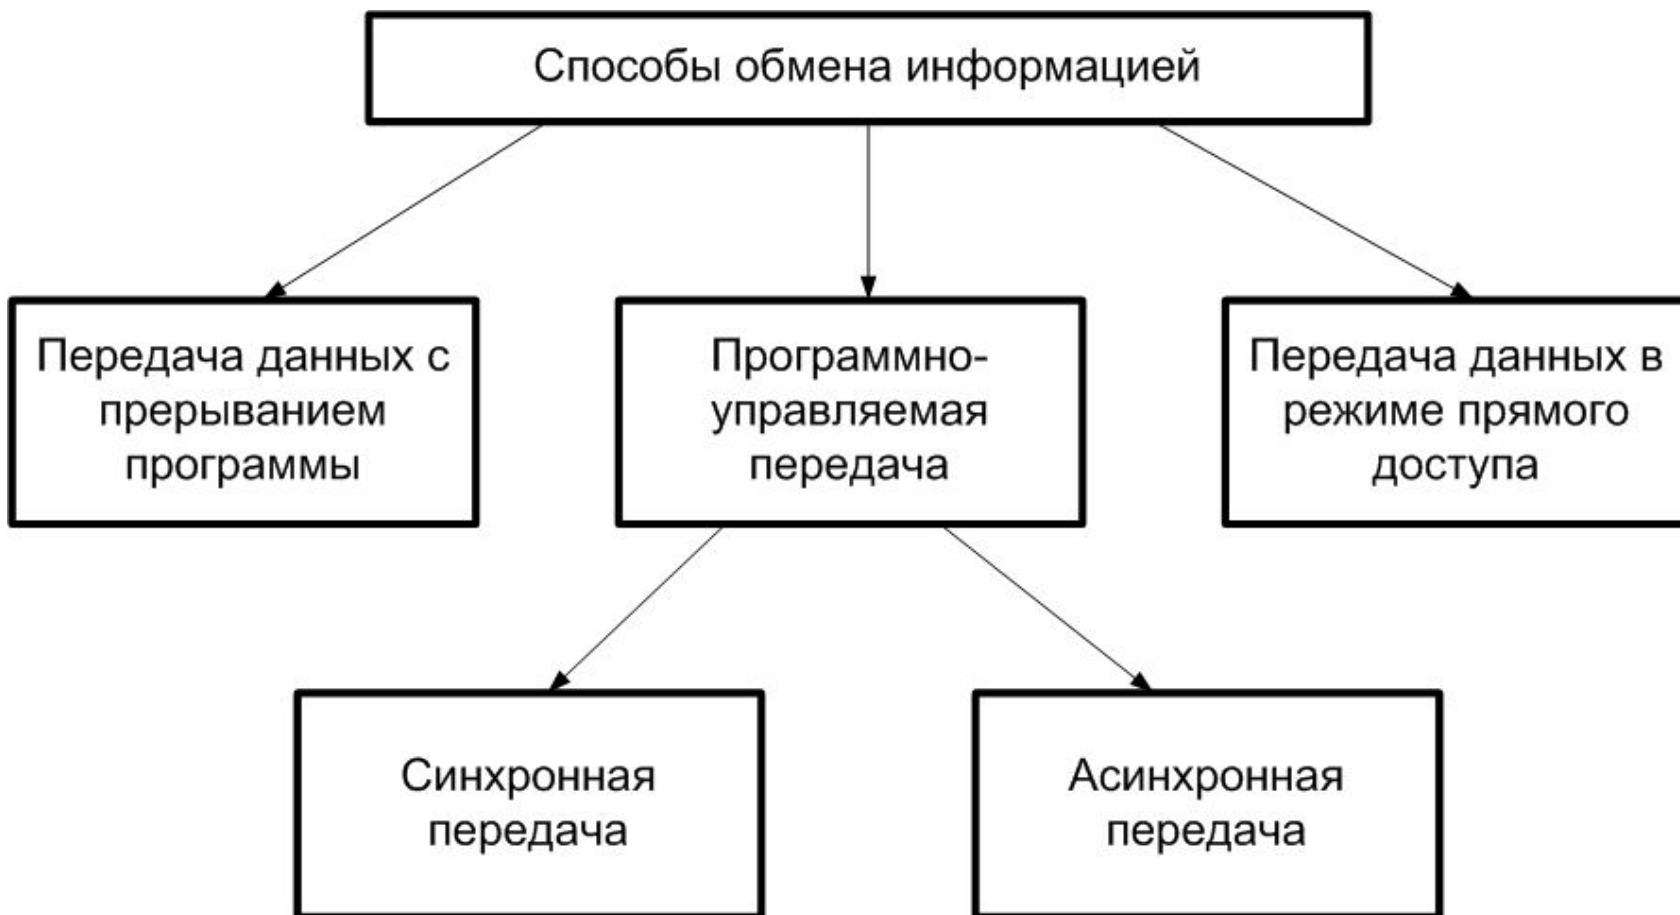 Способы обмена информацией
Передача данных с
прерыванием
программы
Программно-
управляемая
передача
Передача данных в
режиме прямого
доступа
Синхронная
передача
Асинхронная
передача